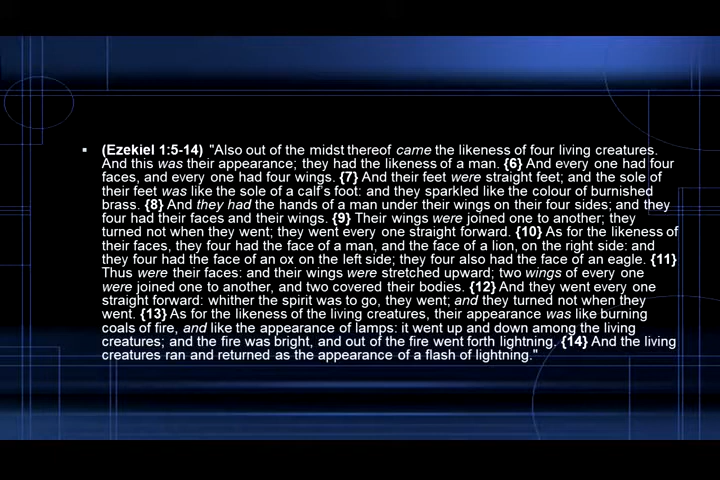 ▪ (Ezekiel 1:5-14) "Also out of the midst thereof came the likeness of four living creatures.
And this was their appearance; they had the likeness of a man. {6} And every one had four
faces, and every one had four wings. {7} And their feet were straight feet; and the sole of
their feet was like the sole of a calf's foot: and they sparkled like the colour of burnished
brass. {8} And they had the hands of a man under their wings on their four sides; and they
four had their faces and their wings. {9} Their wings were joined one to another; they
turned not when they went; they went every one straight forward. {10} As for the likeness of
their faces, they four had the face of a man, and the face of a lion, on the right side: and
they four had the face of an ox on the left side; they four also had the face of an eagle. {11}
Thus were their faces: and their wings were stretched upward; two wings of every one
were joined one to another, and two covered their bodies. {12} And they went every one
straight forward: whither the spirit was to go, they went; and they turned not when they
went. {13} As for the likeness of the living creatures, their appearance was like burning
coals of fire, and like the appearance of lamps: it went up and down among the living
creatures; and the fire was bright, and out of the fire went forth lightning. {14} And the living
creatures ran and returned as the appearance of a flash of lightning."